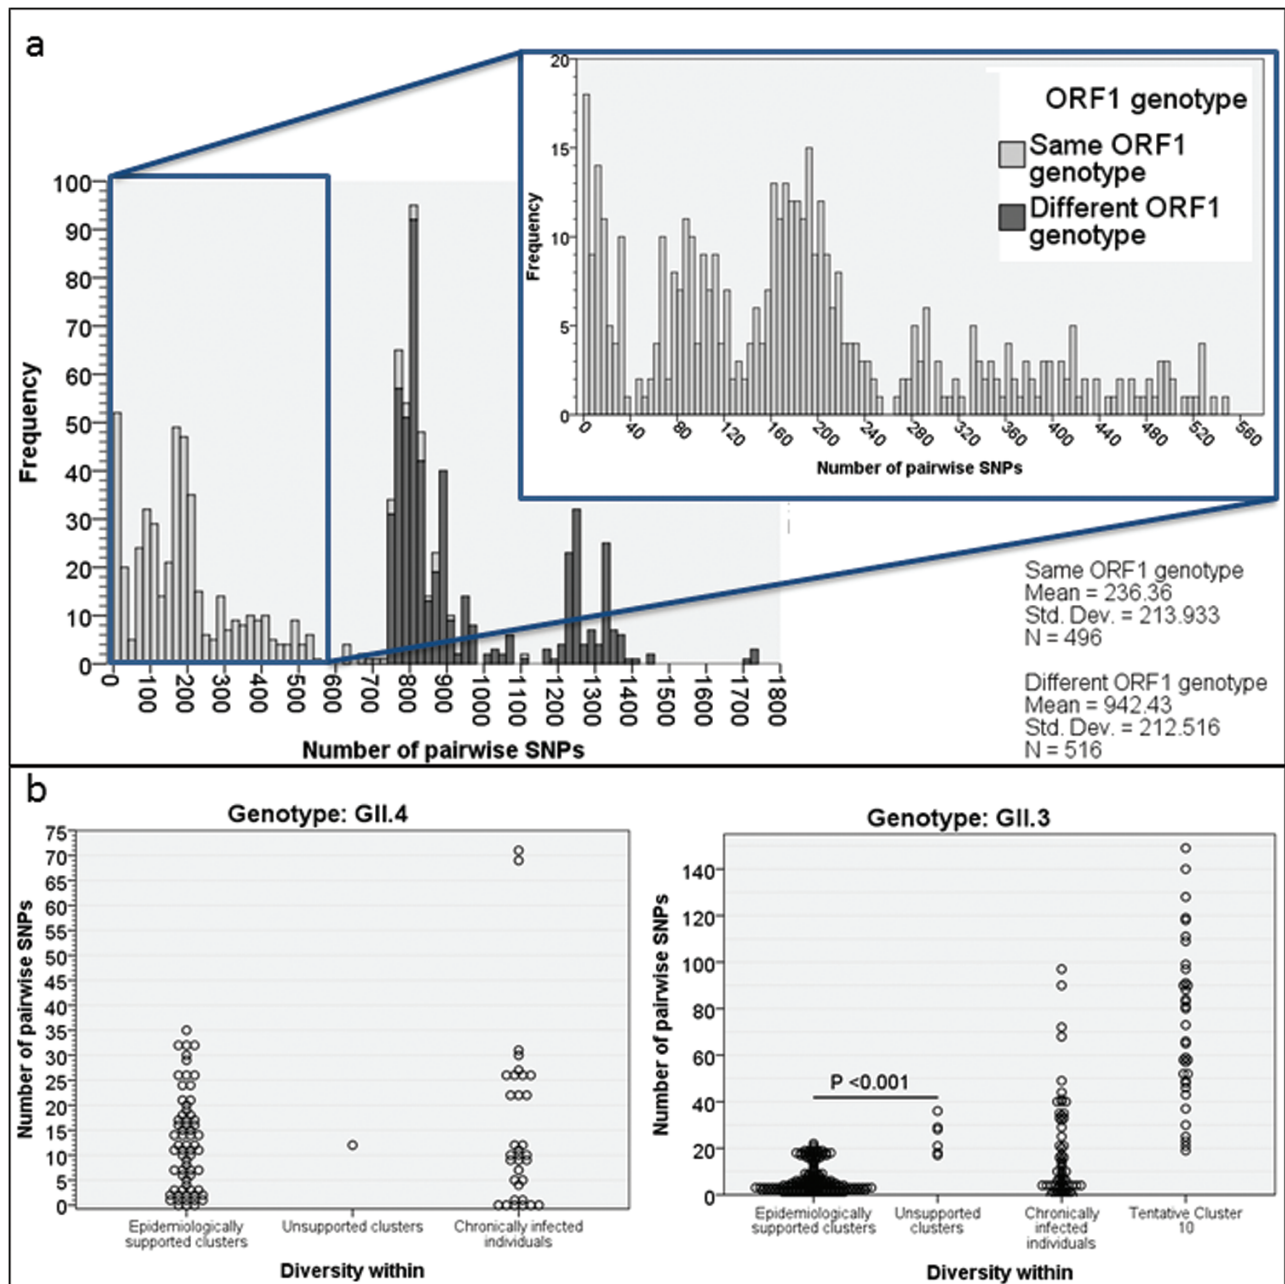 a
100
90
80
70
60
50
40
30
20
10
0
Frequency
0
100
200
300
400
500
600
700
800
900
1000
1100
1200
1300
1400
1500
1600
1700
1800
Number of pairwise SNPs
20
15
10
5
0
Frequency
0
40
80
120
160
200
240
280
320
360
400
440
480
520
560
Number of pairwise SNPs
ORF1 genotype
Same ORF1
genotype
Different ORF1
genotype
Same ORF1 genotype
Mean = 236.36
Std. Dev. = 213.933
N = 496
Different ORF1 genotype
Mean = 942.43
Std. Dev. = 212.516
N = 516
b
Genotype: GII.4
75
70
65
60
55
50
45
40
35
30
25
20
15
10
5
0
Number of pairwise SNPs
Epidemiologically
supported clusters
Unsupported clusters
Chronically infected
individuals
Diversity within
Genotype: GII.3
140
120
100
80
60
40
20
0
Number of pairwise SNPs
P <0.001
Epidemiologically
supported clusters
Unsupported
clusters
Chronically
infected
individuals
Tentative Cluster
10
Diversity within